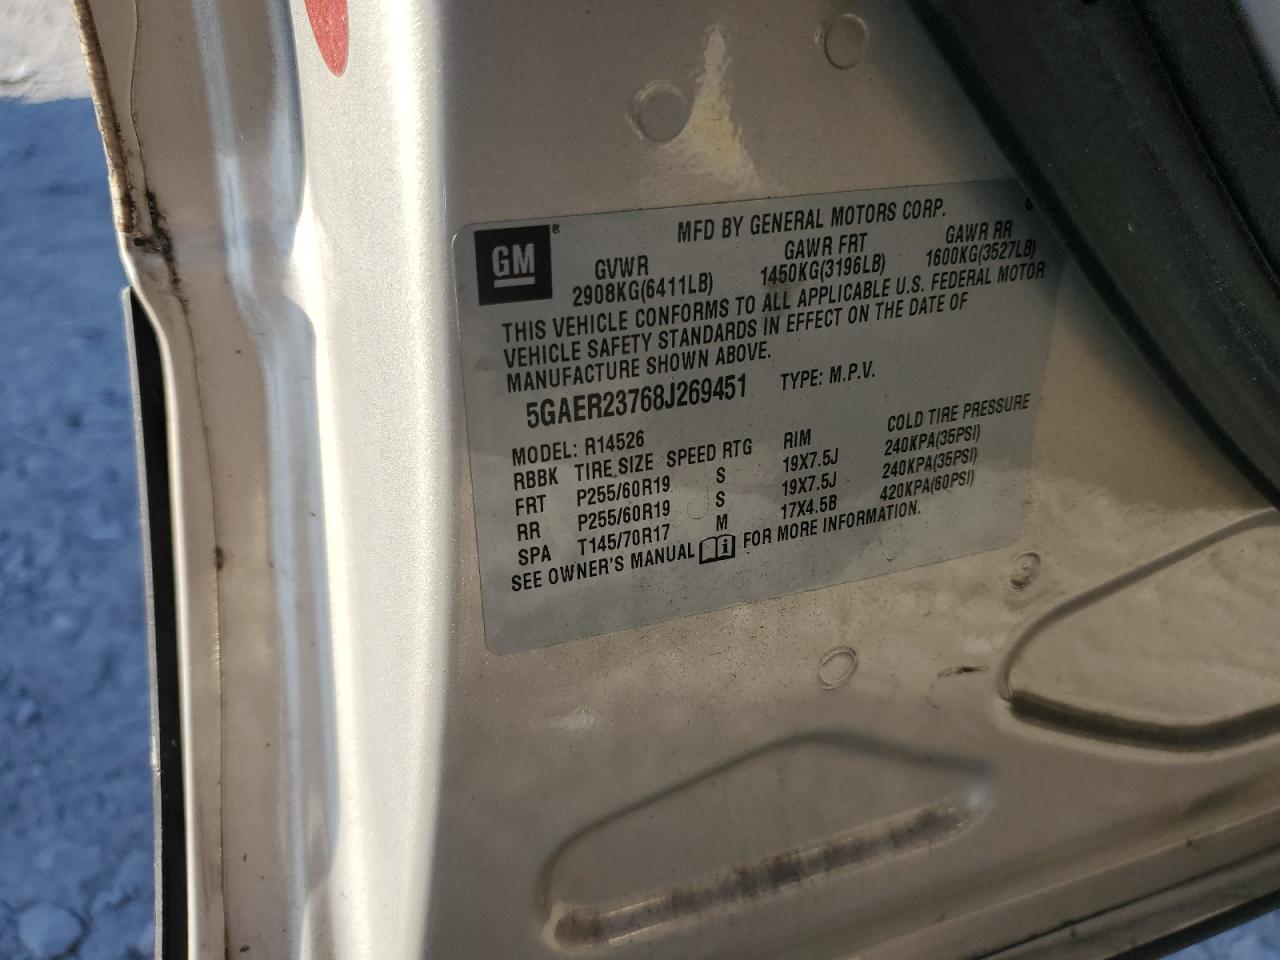 MFD BY GENERAL MOTORS CORP.
GM ®
GVWR GAWR FRT GAWR RR
2908KG(6411LB) 1450KG(3196LB) 1600KG(3527LB)
THIS VEHICLE CONFORMS TO ALL APPLICABLE U.S. FEDERAL MOTOR
VEHICLE SAFETY STANDARDS IN EFFECT ON THE DATE OF
MANUFACTURE SHOWN ABOVE.
5GAER23768J269451 TYPE: M.P.V.
MODEL: R14526
RBBK TIRE SIZE SPEED RTG RIM COLD TIRE PRESSURE
FRT P255/60R19 S 19X7.5J 240KPA(35PSI)
RR P255/60R19 S 19X7.5J 240KPA(35PSI)
SPA T145/70R17 M 17X4.5B 420KPA(60PSI)
SEE OWNER'S MANUAL FOR MORE INFORMATION.